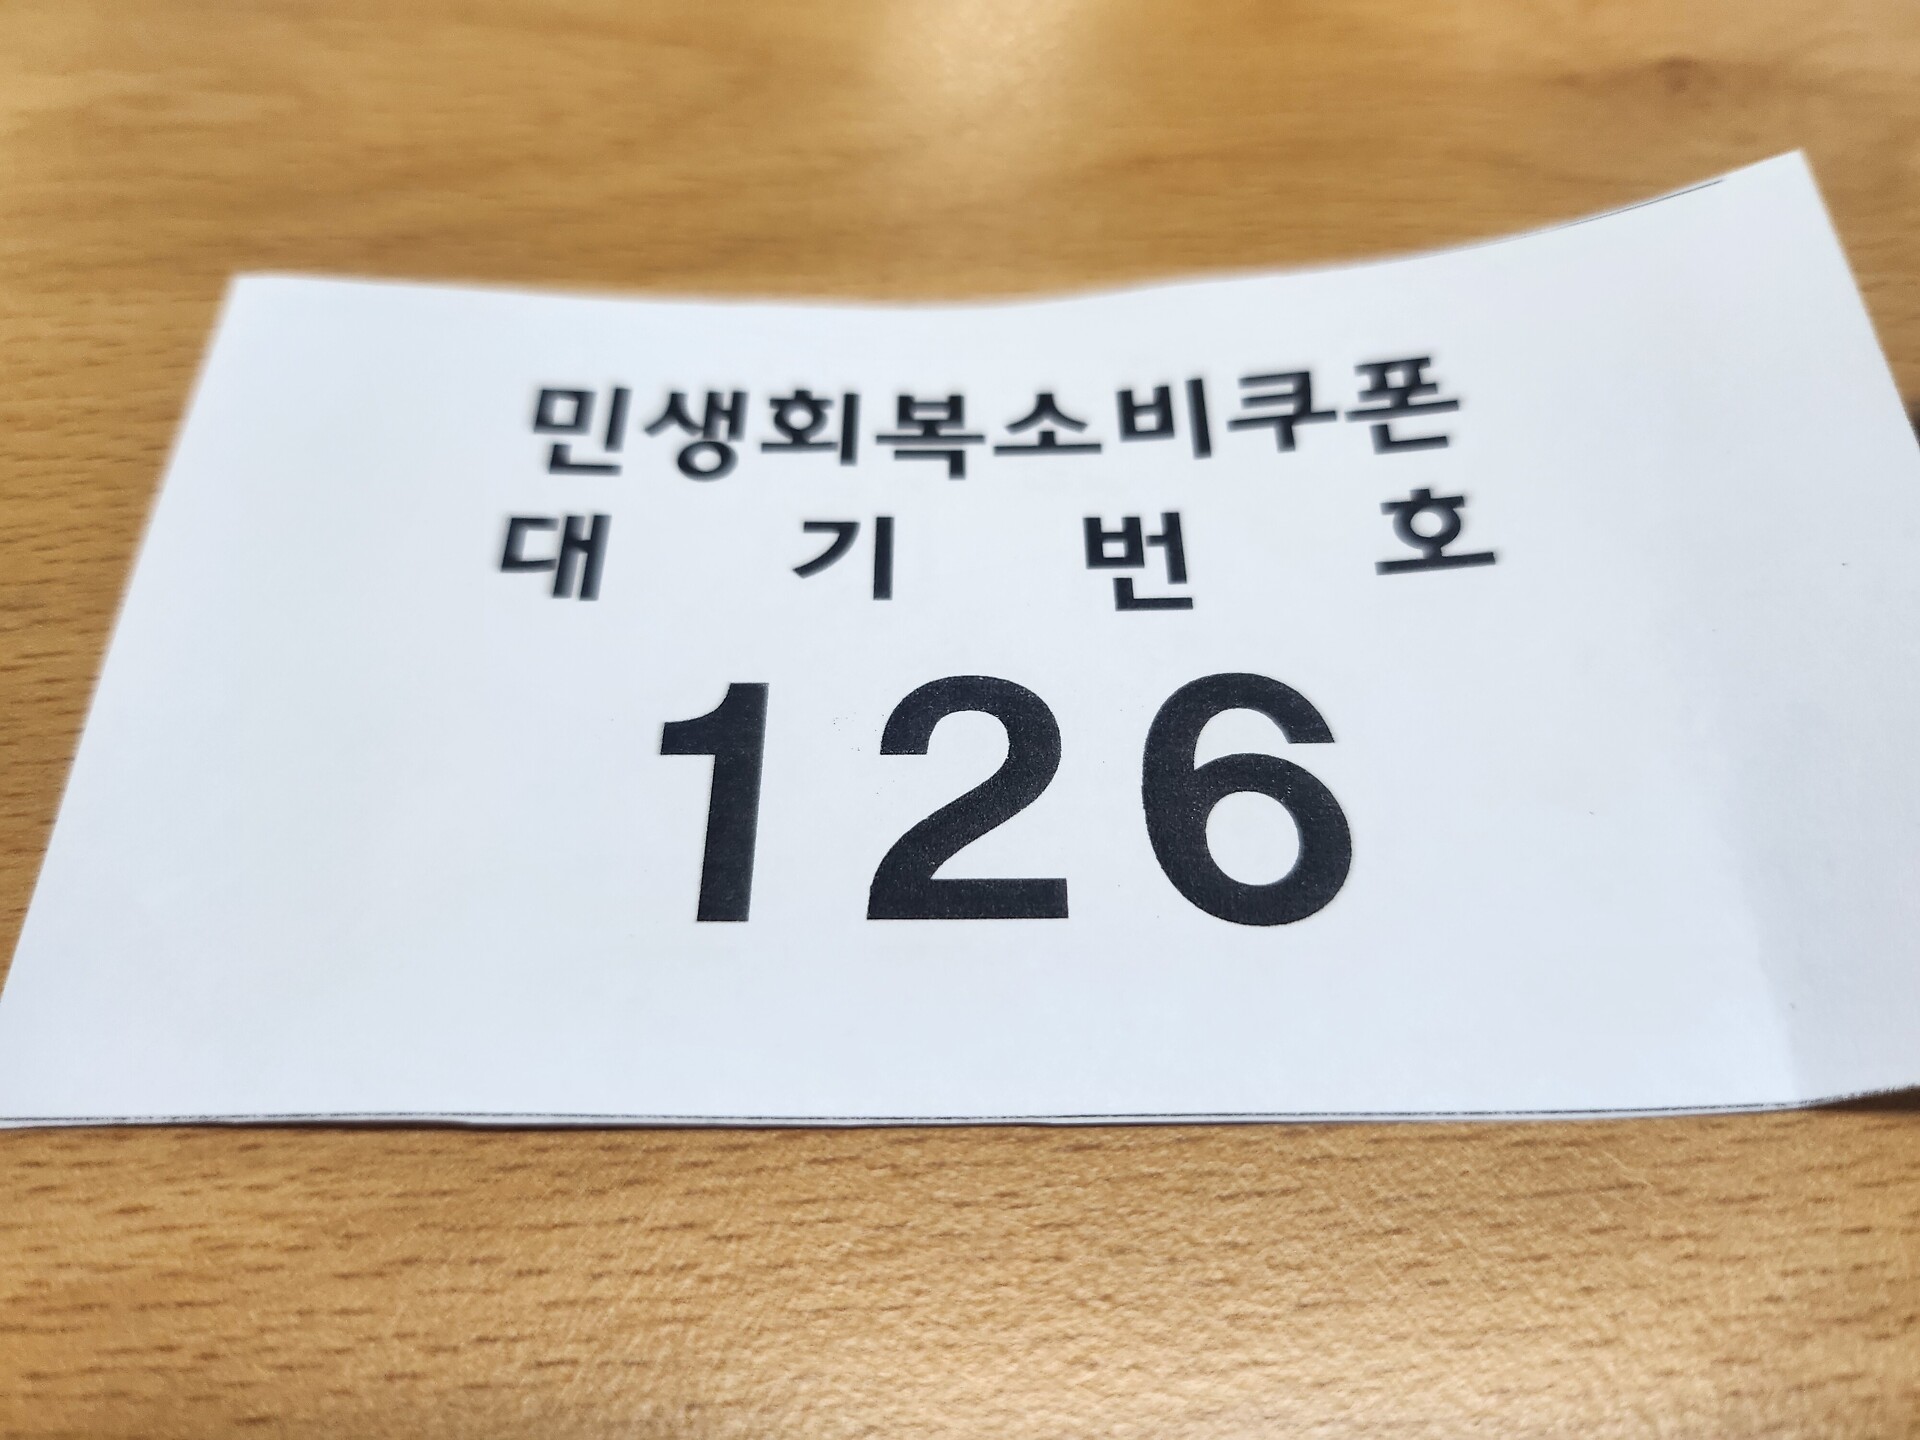 민생회복소비쿠폰
대 기 번 호
126